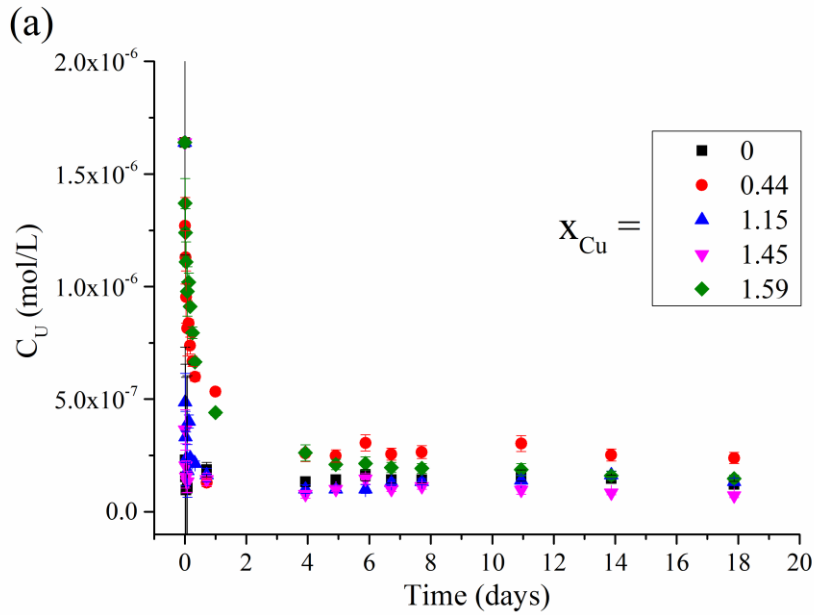 (a)
2.0x10⁻⁶
1.5x10⁻⁶
1.0x10⁻⁶
5.0x10⁻⁷
0.0
C_U (mol/L)
0 2 4 6 8 10 12 14 16 18 20
Time (days)
x_Cu =
0
0.44
1.15
1.45
1.59